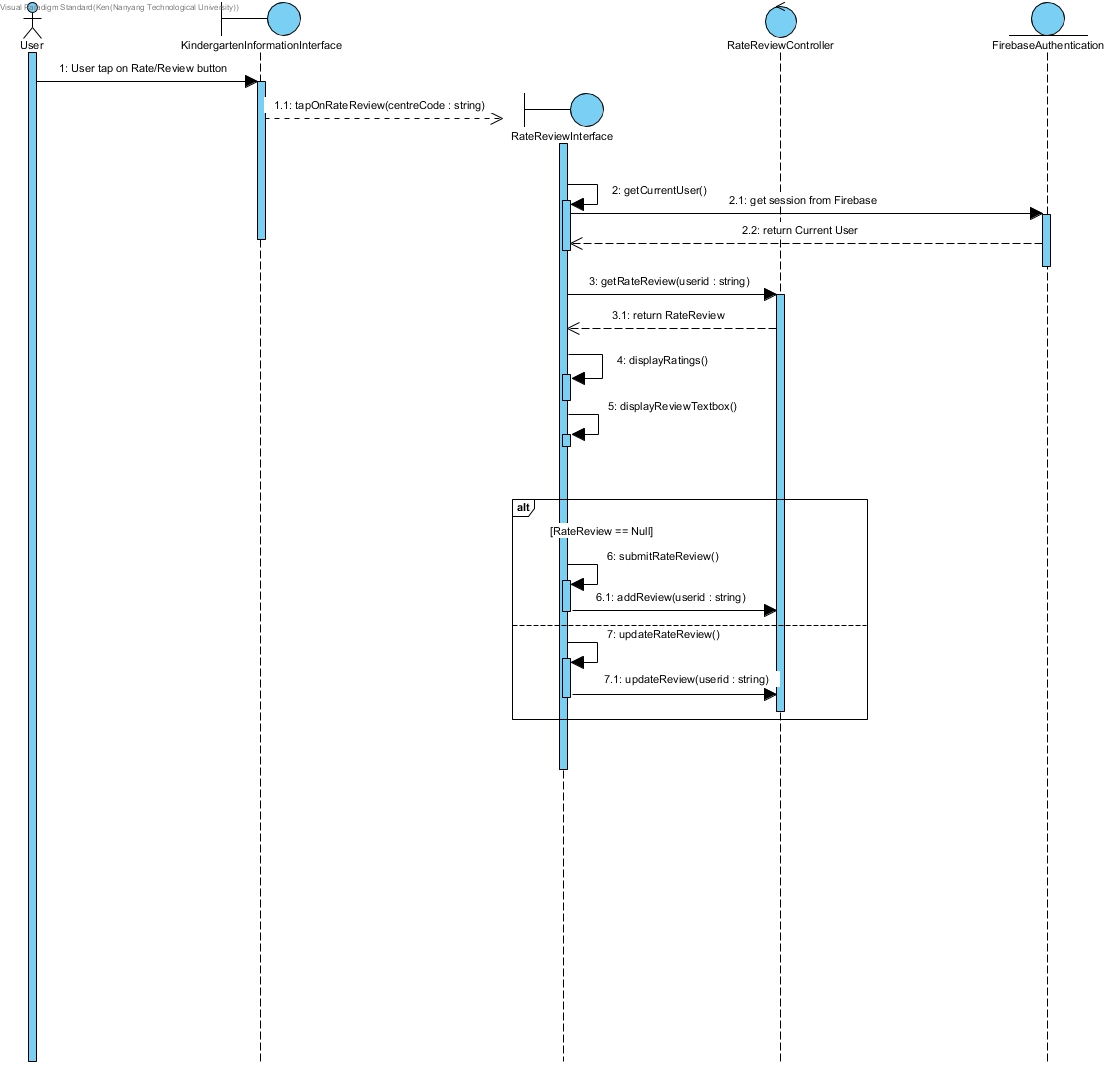 Visual Paradigm Standard(Ken(Nanyang Technological University))
User
KindergartenInformationInterface
RateReviewController
FirebaseAuthentication
1: User tap on Rate/Review button
1.1: tapOnRateReview(centreCode : string)
RateReviewInterface
2: getCurrentUser()
2.1: get session from Firebase
2.2: return Current User
3: getRateReview(userid : string)
3.1: return RateReview
4: displayRatings()
5: displayReviewTextbox()
alt
[RateReview == Null]
6: submitRateReview()
6.1: addReview(userid : string)
7: updateRateReview()
7.1: updateReview(userid : string)